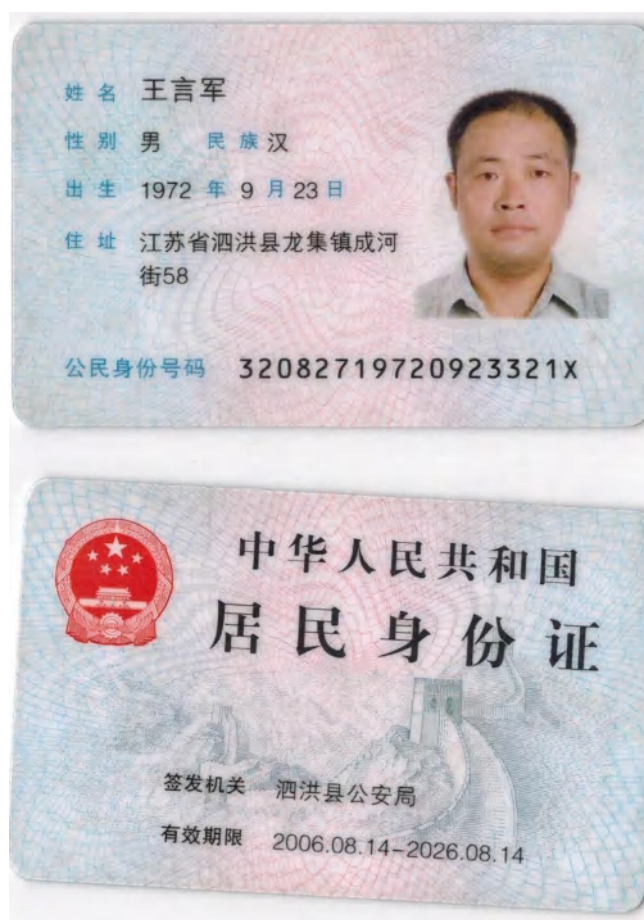 姓名 王言军
性别 男 民族 汉
出生 1972 年 9 月 23 日
住址 江苏省泗洪县龙集镇成河
街58
公民身份号码 32082719720923321X
中华人民共和国
居民身份证
签发机关 泗洪县公安局
有效期限 2006.08.14-2026.08.14